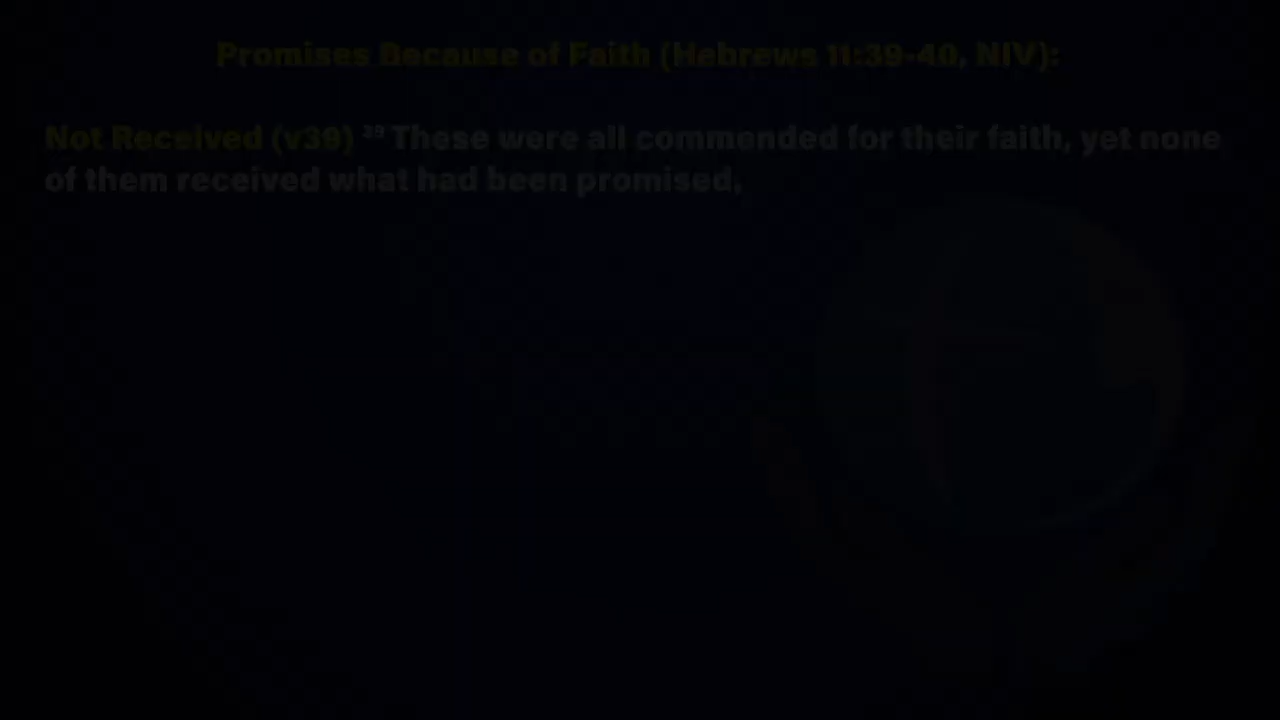 Promises Because of Faith (Hebrews 11:39-40, NIV):
Not Received (v39) ³⁹ These were all commended for their faith, yet none
of them received what had been promised,